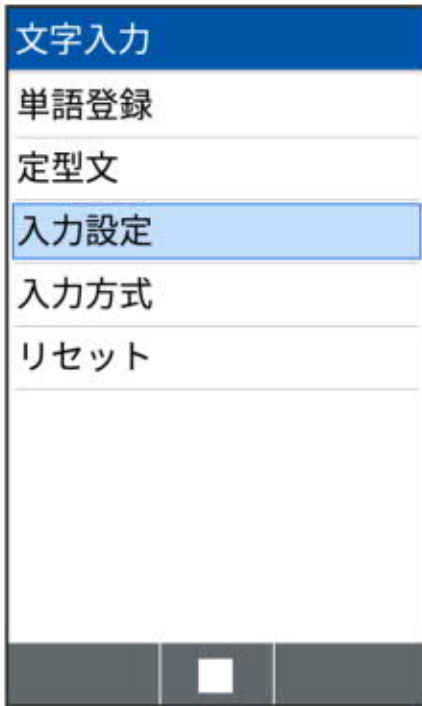 文字入力
単語登録
定型文
入力設定
入力方式
リセット